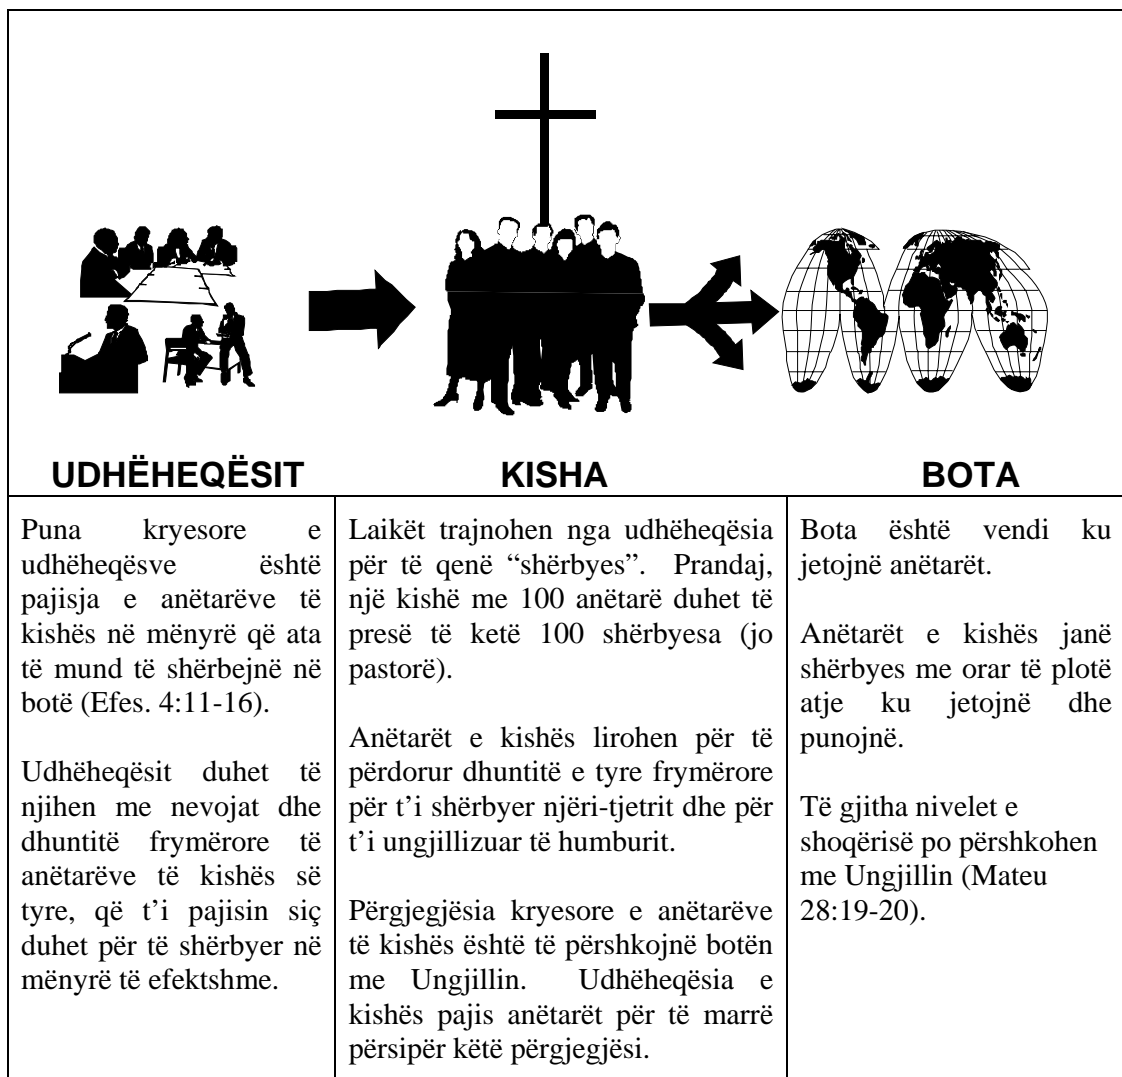 UDHËHEQËSIT
KISHA
BOTA
Puna kryesore e
udhëheqësve është
pajisja e anëtarëve të
kishës në mënyrë që ata
të mund të shërbejnë në
botë (Efes. 4:11-16).
Udhëheqësit duhet të
njihen me nevojat dhe
dhuntitë frymërore të
anëtarëve të kishës së
tyre, që t’i pajisin siç
duhet për të shërbyer në
mënyrë të efektshme.
Laikët trajnohen nga udhëheqësia
për të qenë “shërbyes”. Prandaj,
një kishë me 100 anëtarë duhet të
presë të ketë 100 shërbyesa (jo
pastorë).
Anëtarët e kishës lirohen për të
përdorur dhuntitë e tyre frymërore
për t’i shërbyer njëri-tjetrit dhe për
t’i ungjillizuar të humburit.
Përgjegjësia kryesore e anëtarëve
të kishës është të përshkojnë botën
me Ungjillin. Udhëheqësia e
kishës pajis anëtarët për të marrë
përsipër këtë përgjegjësi.
Bota është vendi ku
jetojnë anëtarët.
Anëtarët e kishës janë
shërbyes me orar të plotë
atje ku jetojnë dhe
punojnë.
Të gjitha nivelet e
shoqërisë po përshkohen
me Ungjillin (Mateu
28:19-20).